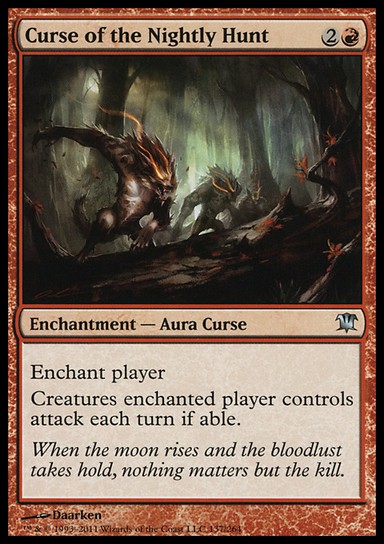 Curse of the Nightly Hunt 2
Enchantment — Aura Curse
Enchant player
Creatures enchanted player controls
attack each turn if able.
When the moon rises and the bloodlust
takes hold, nothing matters but the kill.
Daarken
™ & © 1993–2011 Wizards of the Coast LLC 137/264